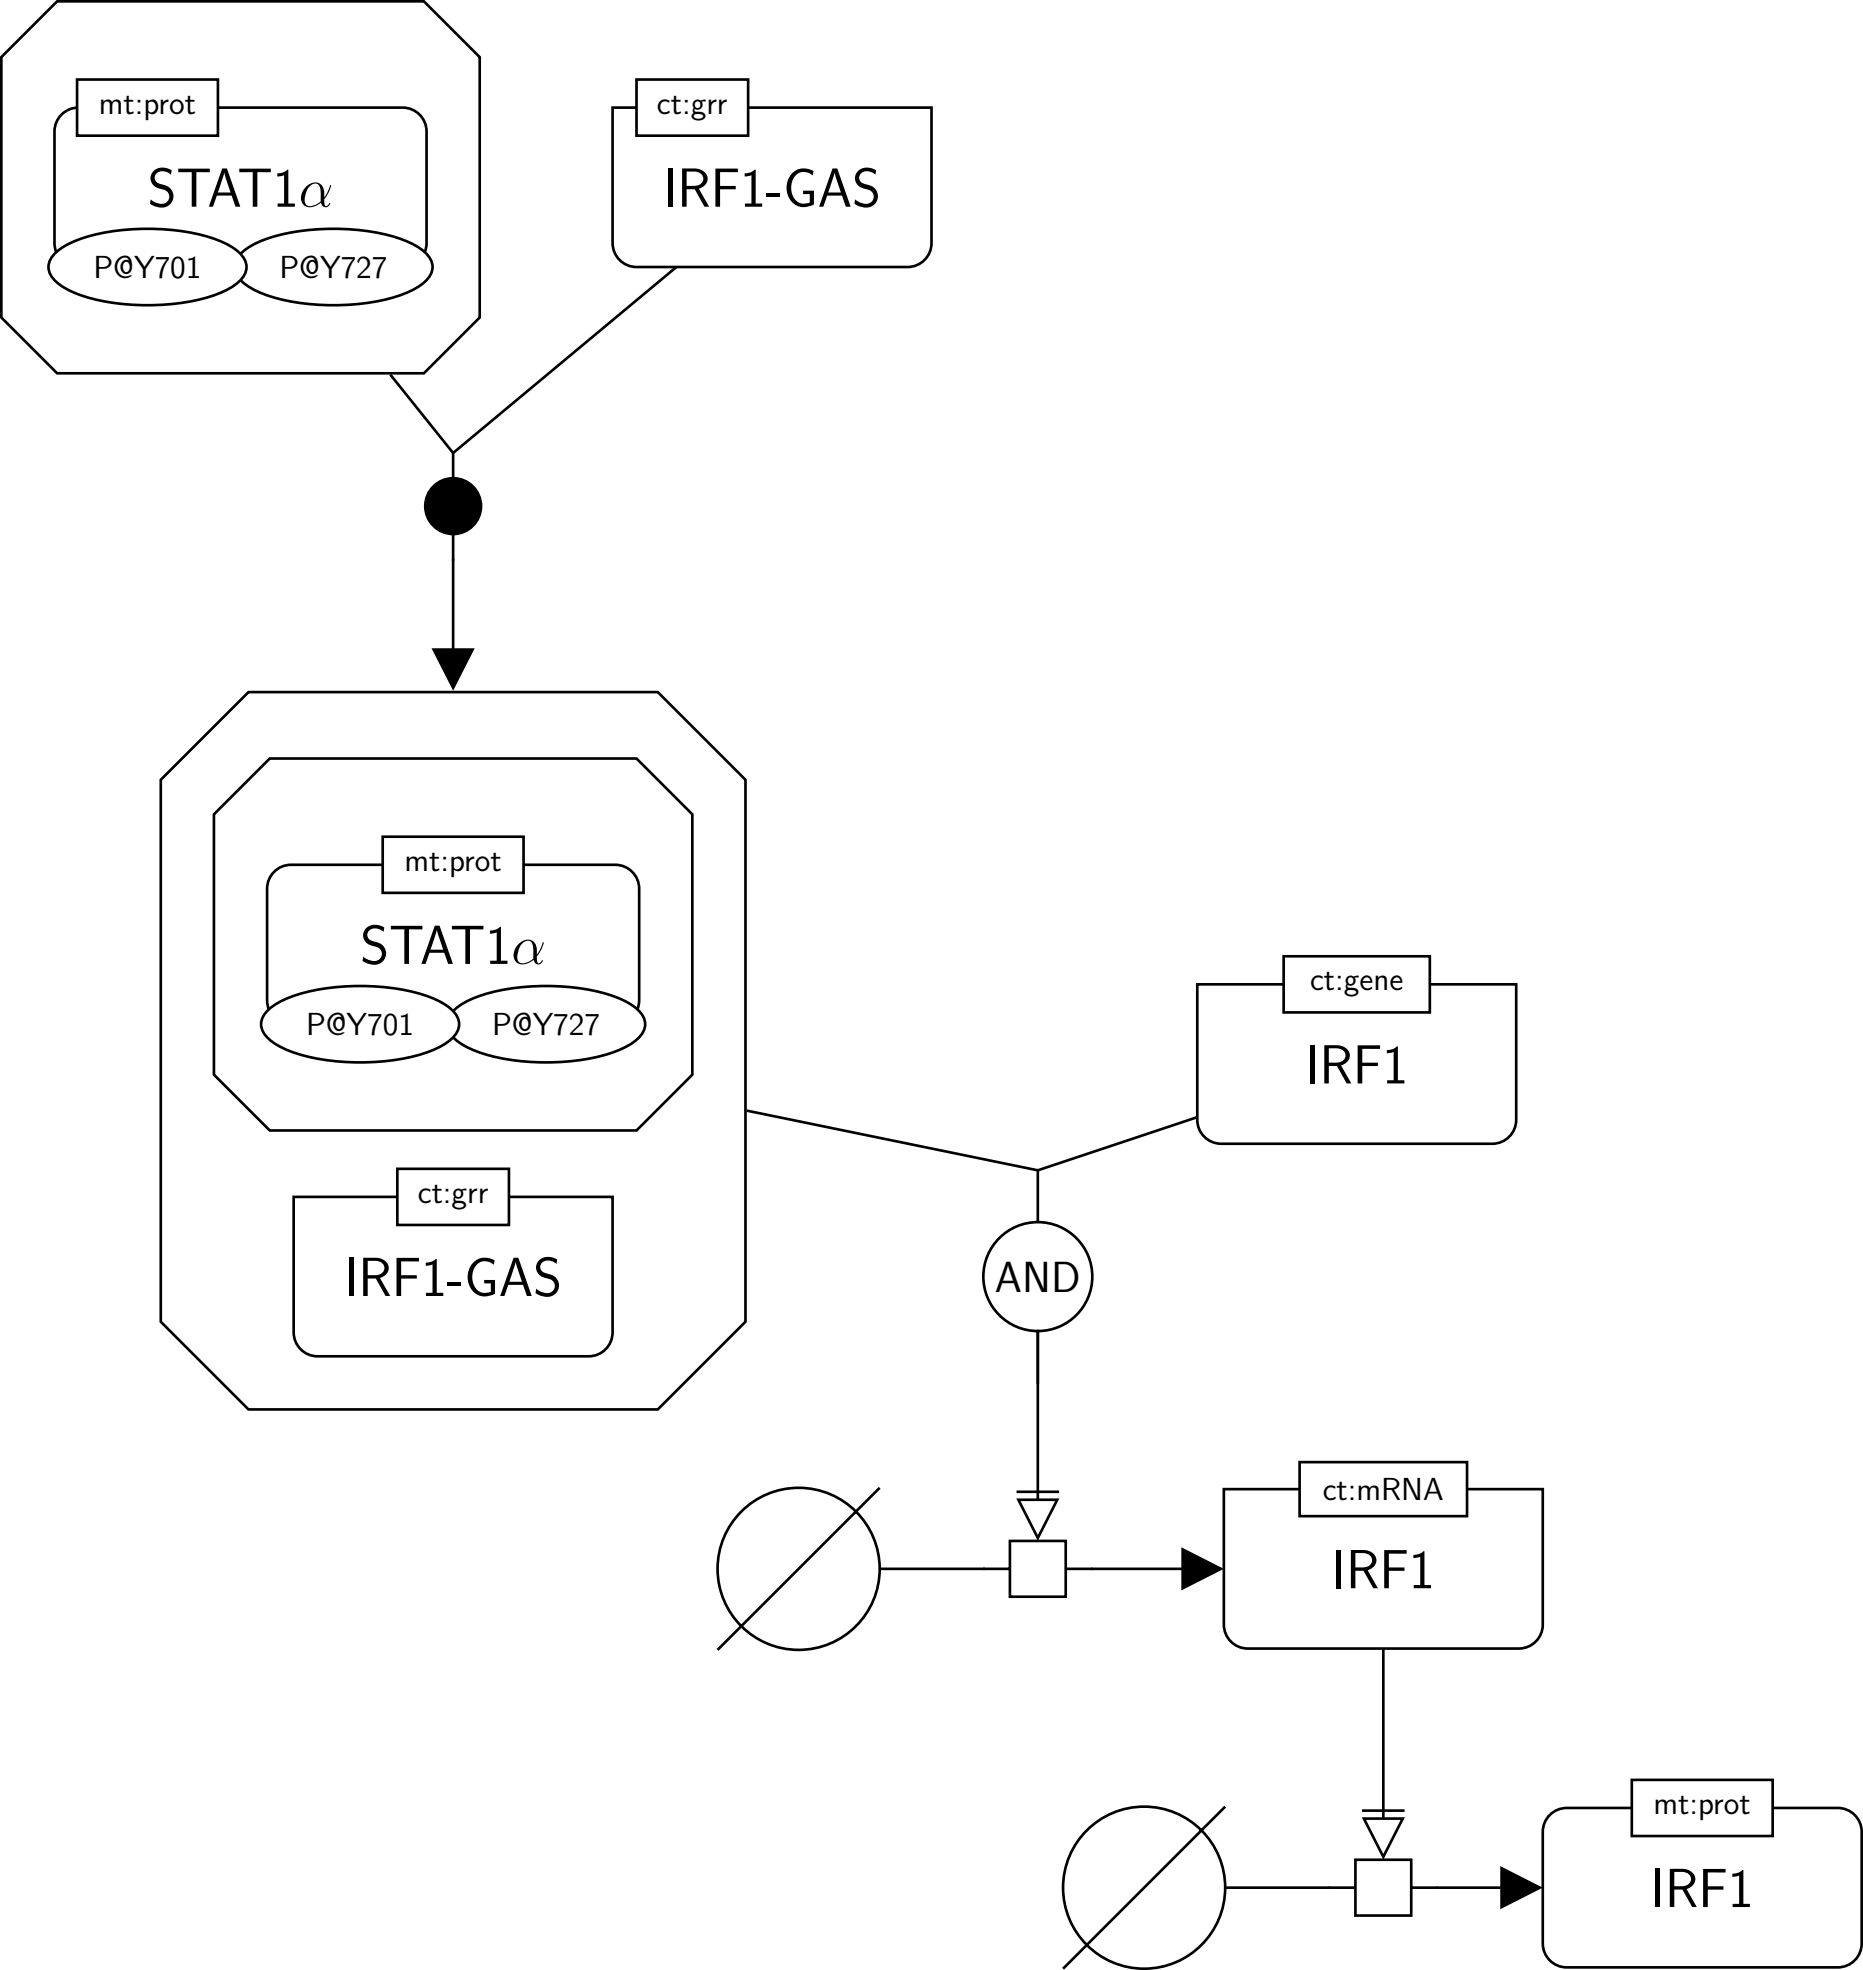 mt:prot
STAT1α
P@Y701
P@Y727
ct:grr
IRF1-GAS
mt:prot
STAT1α
P@Y701
P@Y727
ct:grr
IRF1-GAS
ct:gene
IRF1
AND
ct:mRNA
IRF1
mt:prot
IRF1